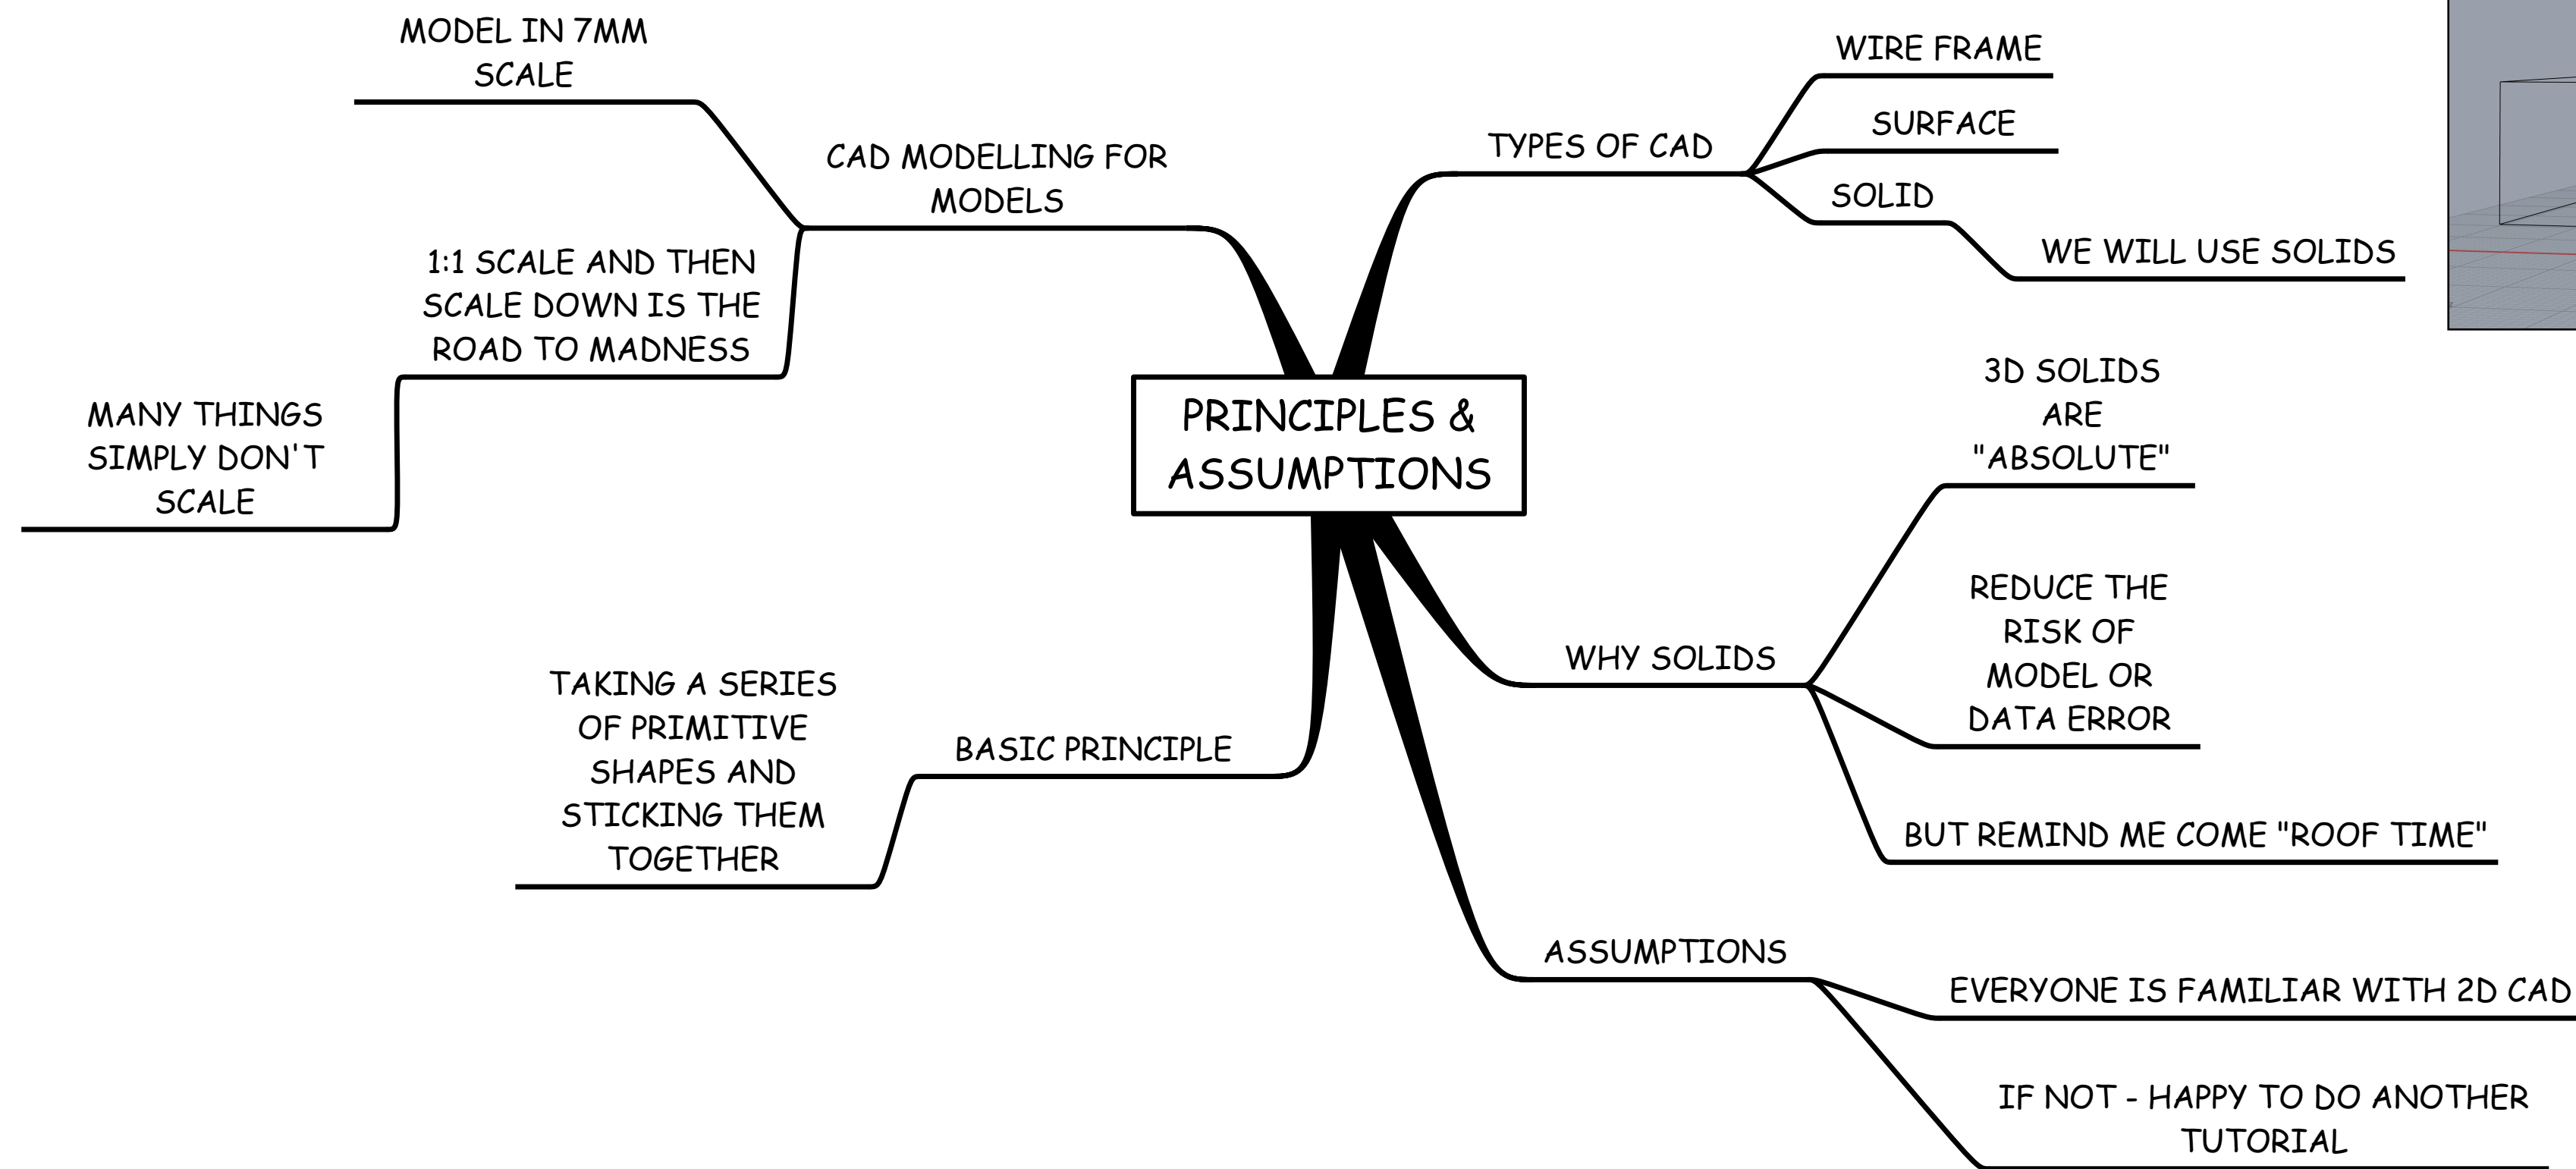 MODEL IN 7MM
SCALE
CAD MODELLING FOR
MODELS
1:1 SCALE AND THEN
SCALE DOWN IS THE
ROAD TO MADNESS
MANY THINGS
SIMPLY DON'T
SCALE
TYPES OF CAD
WIRE FRAME
SURFACE
SOLID
WE WILL USE SOLIDS
PRINCIPLES &
ASSUMPTIONS
WHY SOLIDS
3D SOLIDS
ARE
"ABSOLUTE"
REDUCE THE
RISK OF
MODEL OR
DATA ERROR
BUT REMIND ME COME "ROOF TIME"
BASIC PRINCIPLE
TAKING A SERIES
OF PRIMITIVE
SHAPES AND
STICKING THEM
TOGETHER
ASSUMPTIONS
EVERYONE IS FAMILIAR WITH 2D CAD
IF NOT - HAPPY TO DO ANOTHER
TUTORIAL